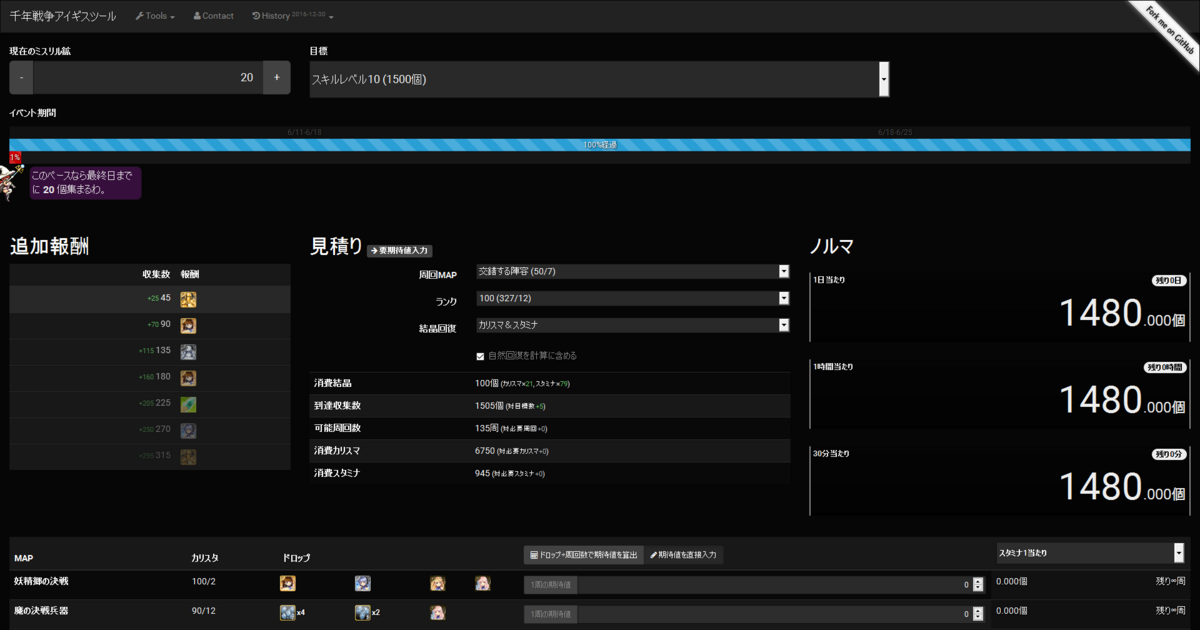 千年戦争アイギスツール Tools Contact History 2016-12-30
Fork me on GitHub
現在のミスリル鉱 目標
- 20 + スキルレベル10 (1500個)
イベント期間
6/11-6/18 6/18-6/25
100%経過
1%
このペースなら最終日まで
に 20 個集まるわ。
追加報酬
収集数 報酬
+25 45
+70 90
+115 135
+160 180
+205 225
+250 270
+295 315
見積り →要期待値入力
周回MAP 交錯する陣容 (50/7)
ランク 100 (327/12)
結晶回復 カリスマ&スタミナ
自然回復を計算に含める
消費結晶 100個 (カリスマ×21,スタミナ×79)
到達収集数 1505個 (対目標数+5)
可能周回数 135周 (対必要周回+0)
消費カリスマ 6750 (対必要カリスマ+0)
消費スタミナ 945 (対必要スタミナ+0)
ノルマ
1日当たり 残り0日
1480.000個
1時間当たり 残り0時間
1480.000個
30分当たり 残り0分
1480.000個
MAP カリスタ ドロップ ドロップ+周回数で期待値を算出 期待値を直接入力 スタミナ1当たり
妖精郷の決戦 100/2 1周の期待値 0 0.000個 残り∞周
魔の決戦兵器 90/12 x4 x2 1周の期待値 0 0.000個 残り∞周